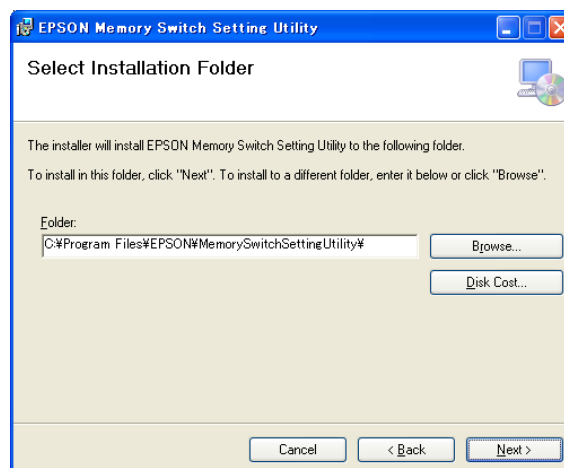 EPSON Memory Switch Setting Utility
Select Installation Folder
The installer will install EPSON Memory Switch Setting Utility to the following folder.
To install in this folder, click "Next". To install to a different folder, enter it below or click "Browse".
Folder:
C:¥Program Files¥EPSON¥MemorySwitchSettingUtility¥
Browse...
Disk Cost...
Cancel
< Back
Next >